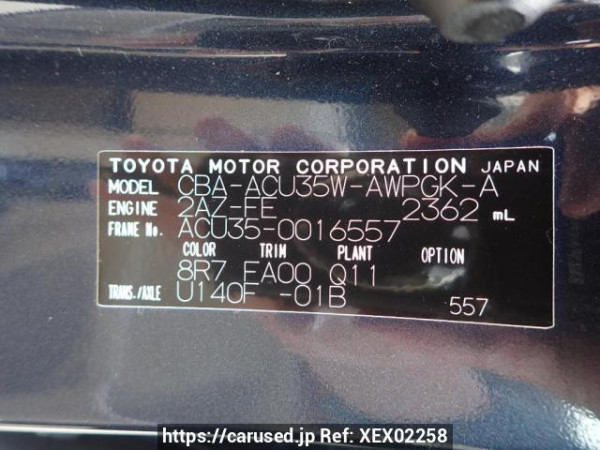 TOYOTA MOTOR CORPORATION JAPAN
MODEL CBA-ACU35W-AWPGK-A
ENGINE 2AZ-FE 2362 mL
FRAME No. ACU35-0016557
COLOR TRIM PLANT OPTION
8R7 FA00 Q11
TRANS./AXLE U140F -01B 557
https://carused.jp Ref: XEX02258